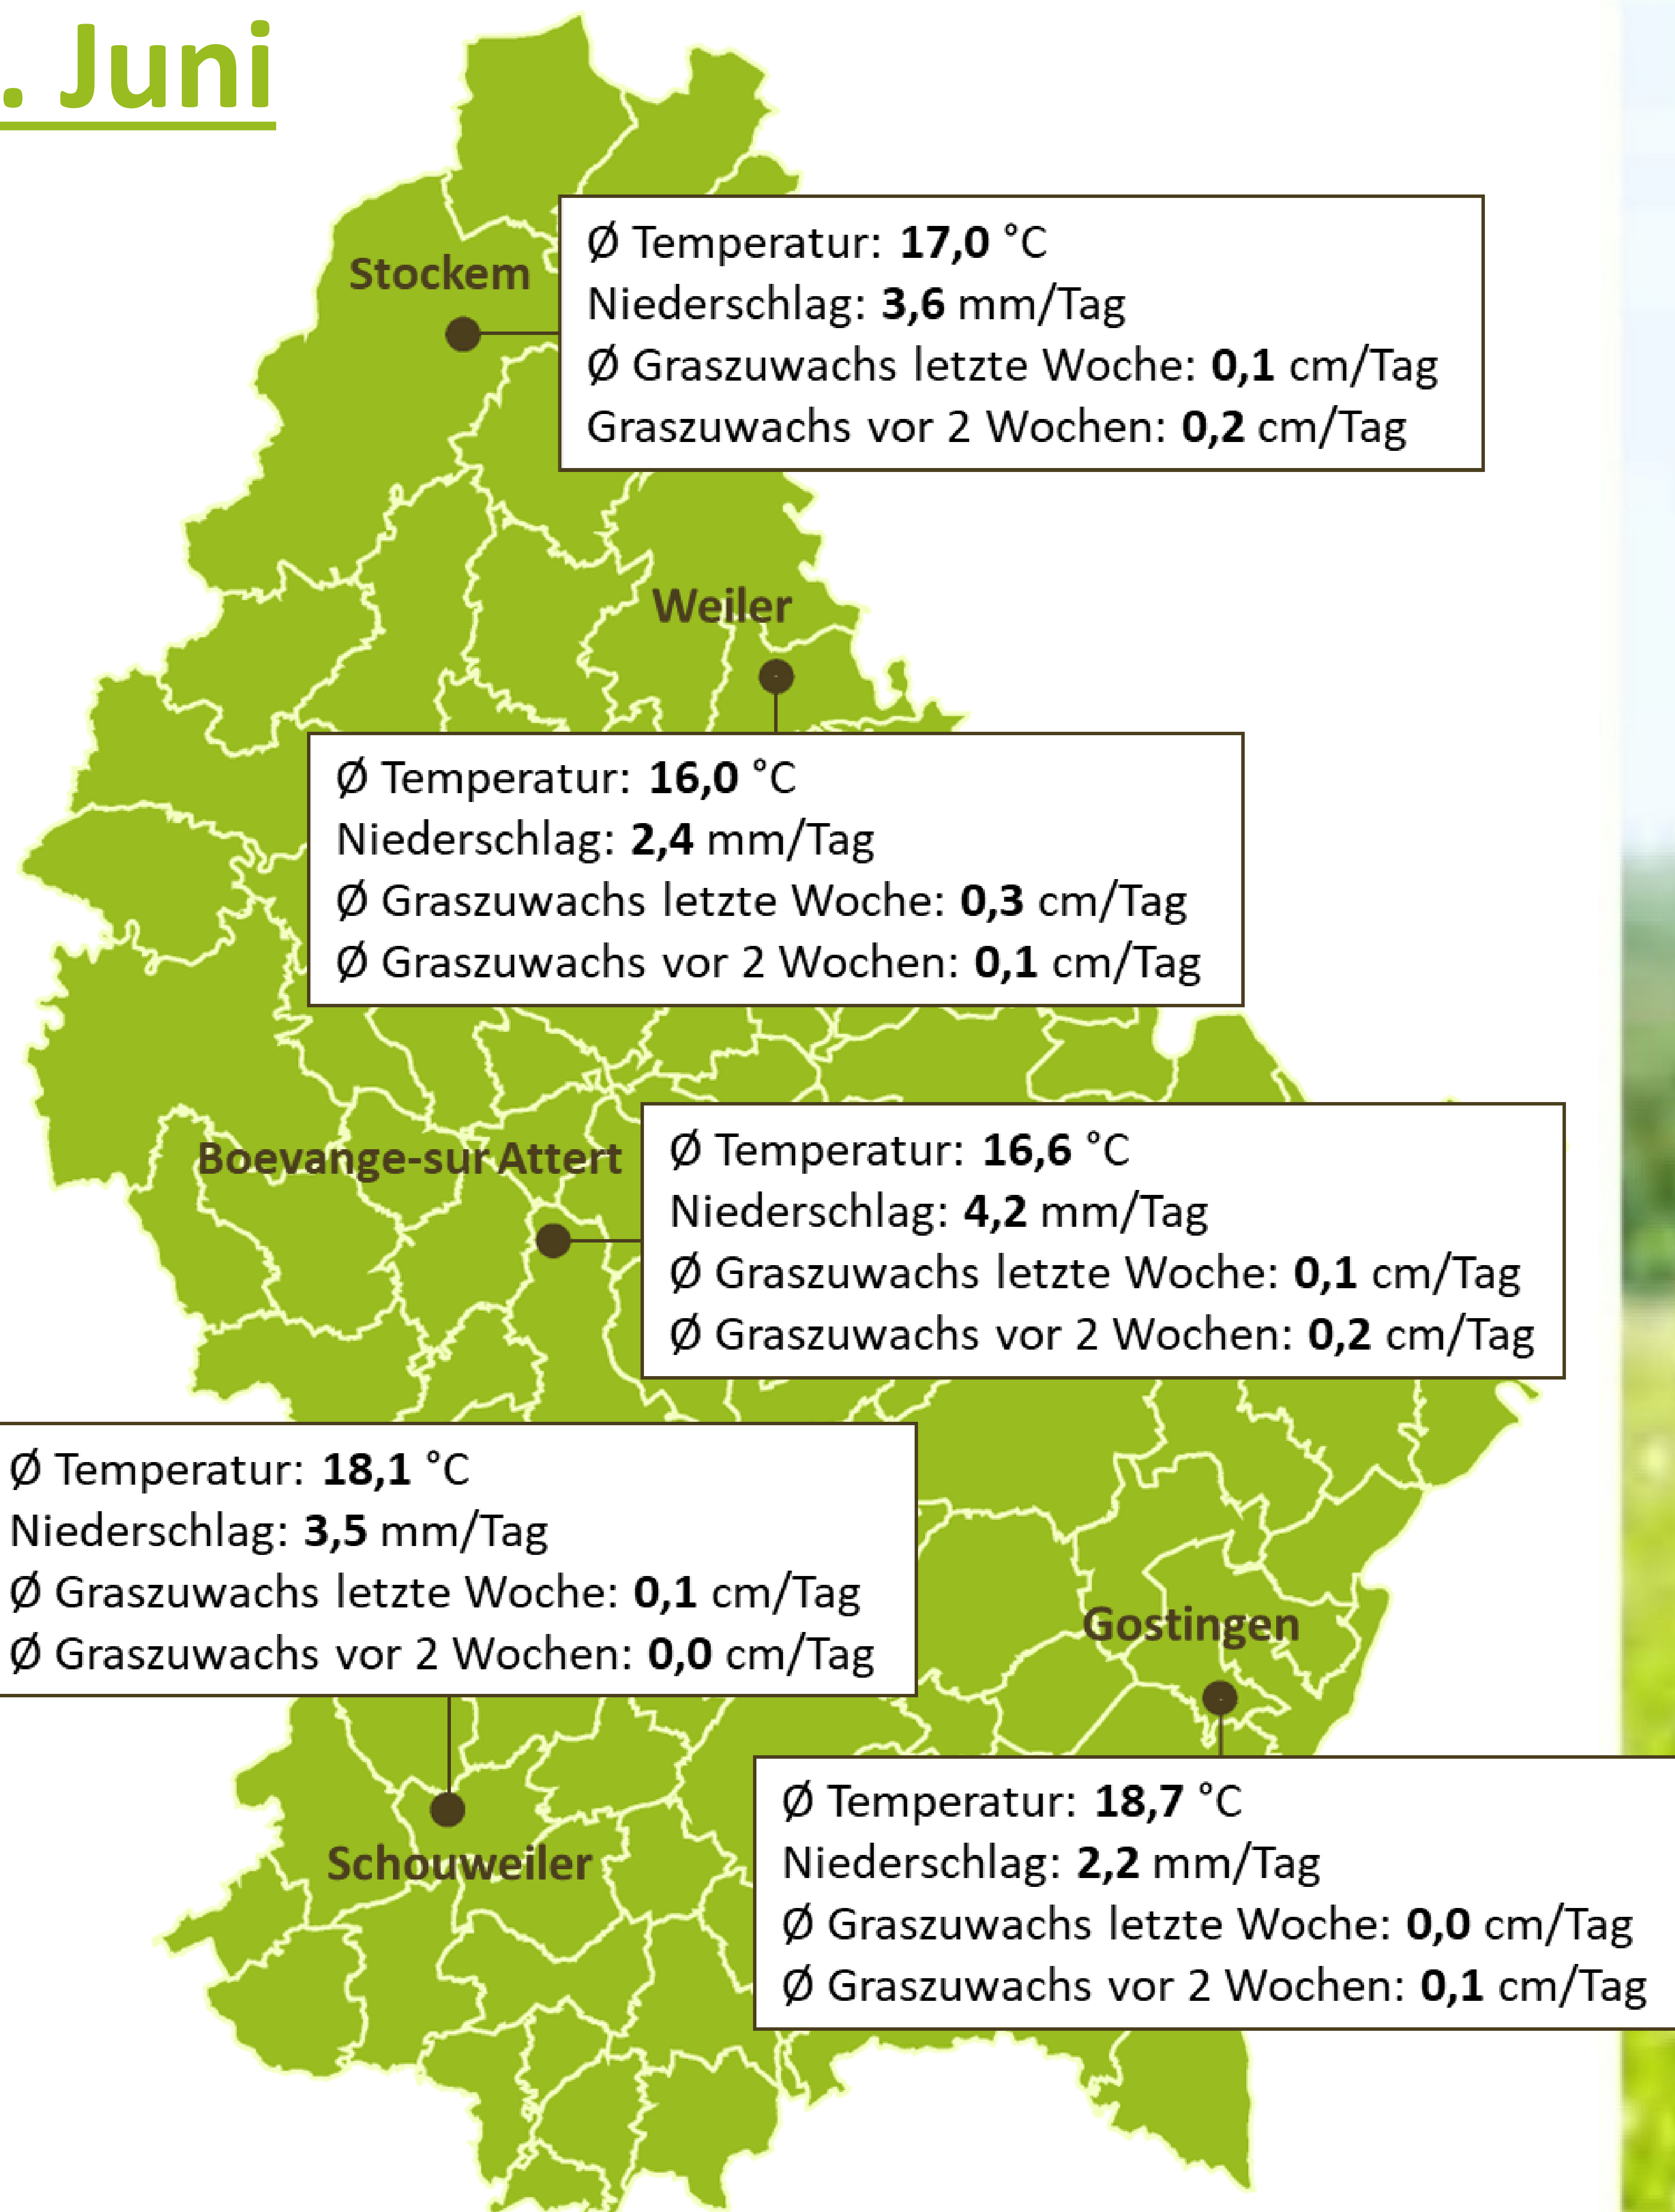 . Juni
Stockem
Ø Temperatur: 17,0 °C
Niederschlag: 3,6 mm/Tag
Ø Graszuwachs letzte Woche: 0,1 cm/Tag
Graszuwachs vor 2 Wochen: 0,2 cm/Tag
Weiler
Ø Temperatur: 16,0 °C
Niederschlag: 2,4 mm/Tag
Ø Graszuwachs letzte Woche: 0,3 cm/Tag
Ø Graszuwachs vor 2 Wochen: 0,1 cm/Tag
Boevange-sur Attert
Ø Temperatur: 16,6 °C
Niederschlag: 4,2 mm/Tag
Ø Graszuwachs letzte Woche: 0,1 cm/Tag
Ø Graszuwachs vor 2 Wochen: 0,2 cm/Tag
Ø Temperatur: 18,1 °C
Niederschlag: 3,5 mm/Tag
Ø Graszuwachs letzte Woche: 0,1 cm/Tag
Ø Graszuwachs vor 2 Wochen: 0,0 cm/Tag
Schouweiler
Gostingen
Ø Temperatur: 18,7 °C
Niederschlag: 2,2 mm/Tag
Ø Graszuwachs letzte Woche: 0,0 cm/Tag
Ø Graszuwachs vor 2 Wochen: 0,1 cm/Tag